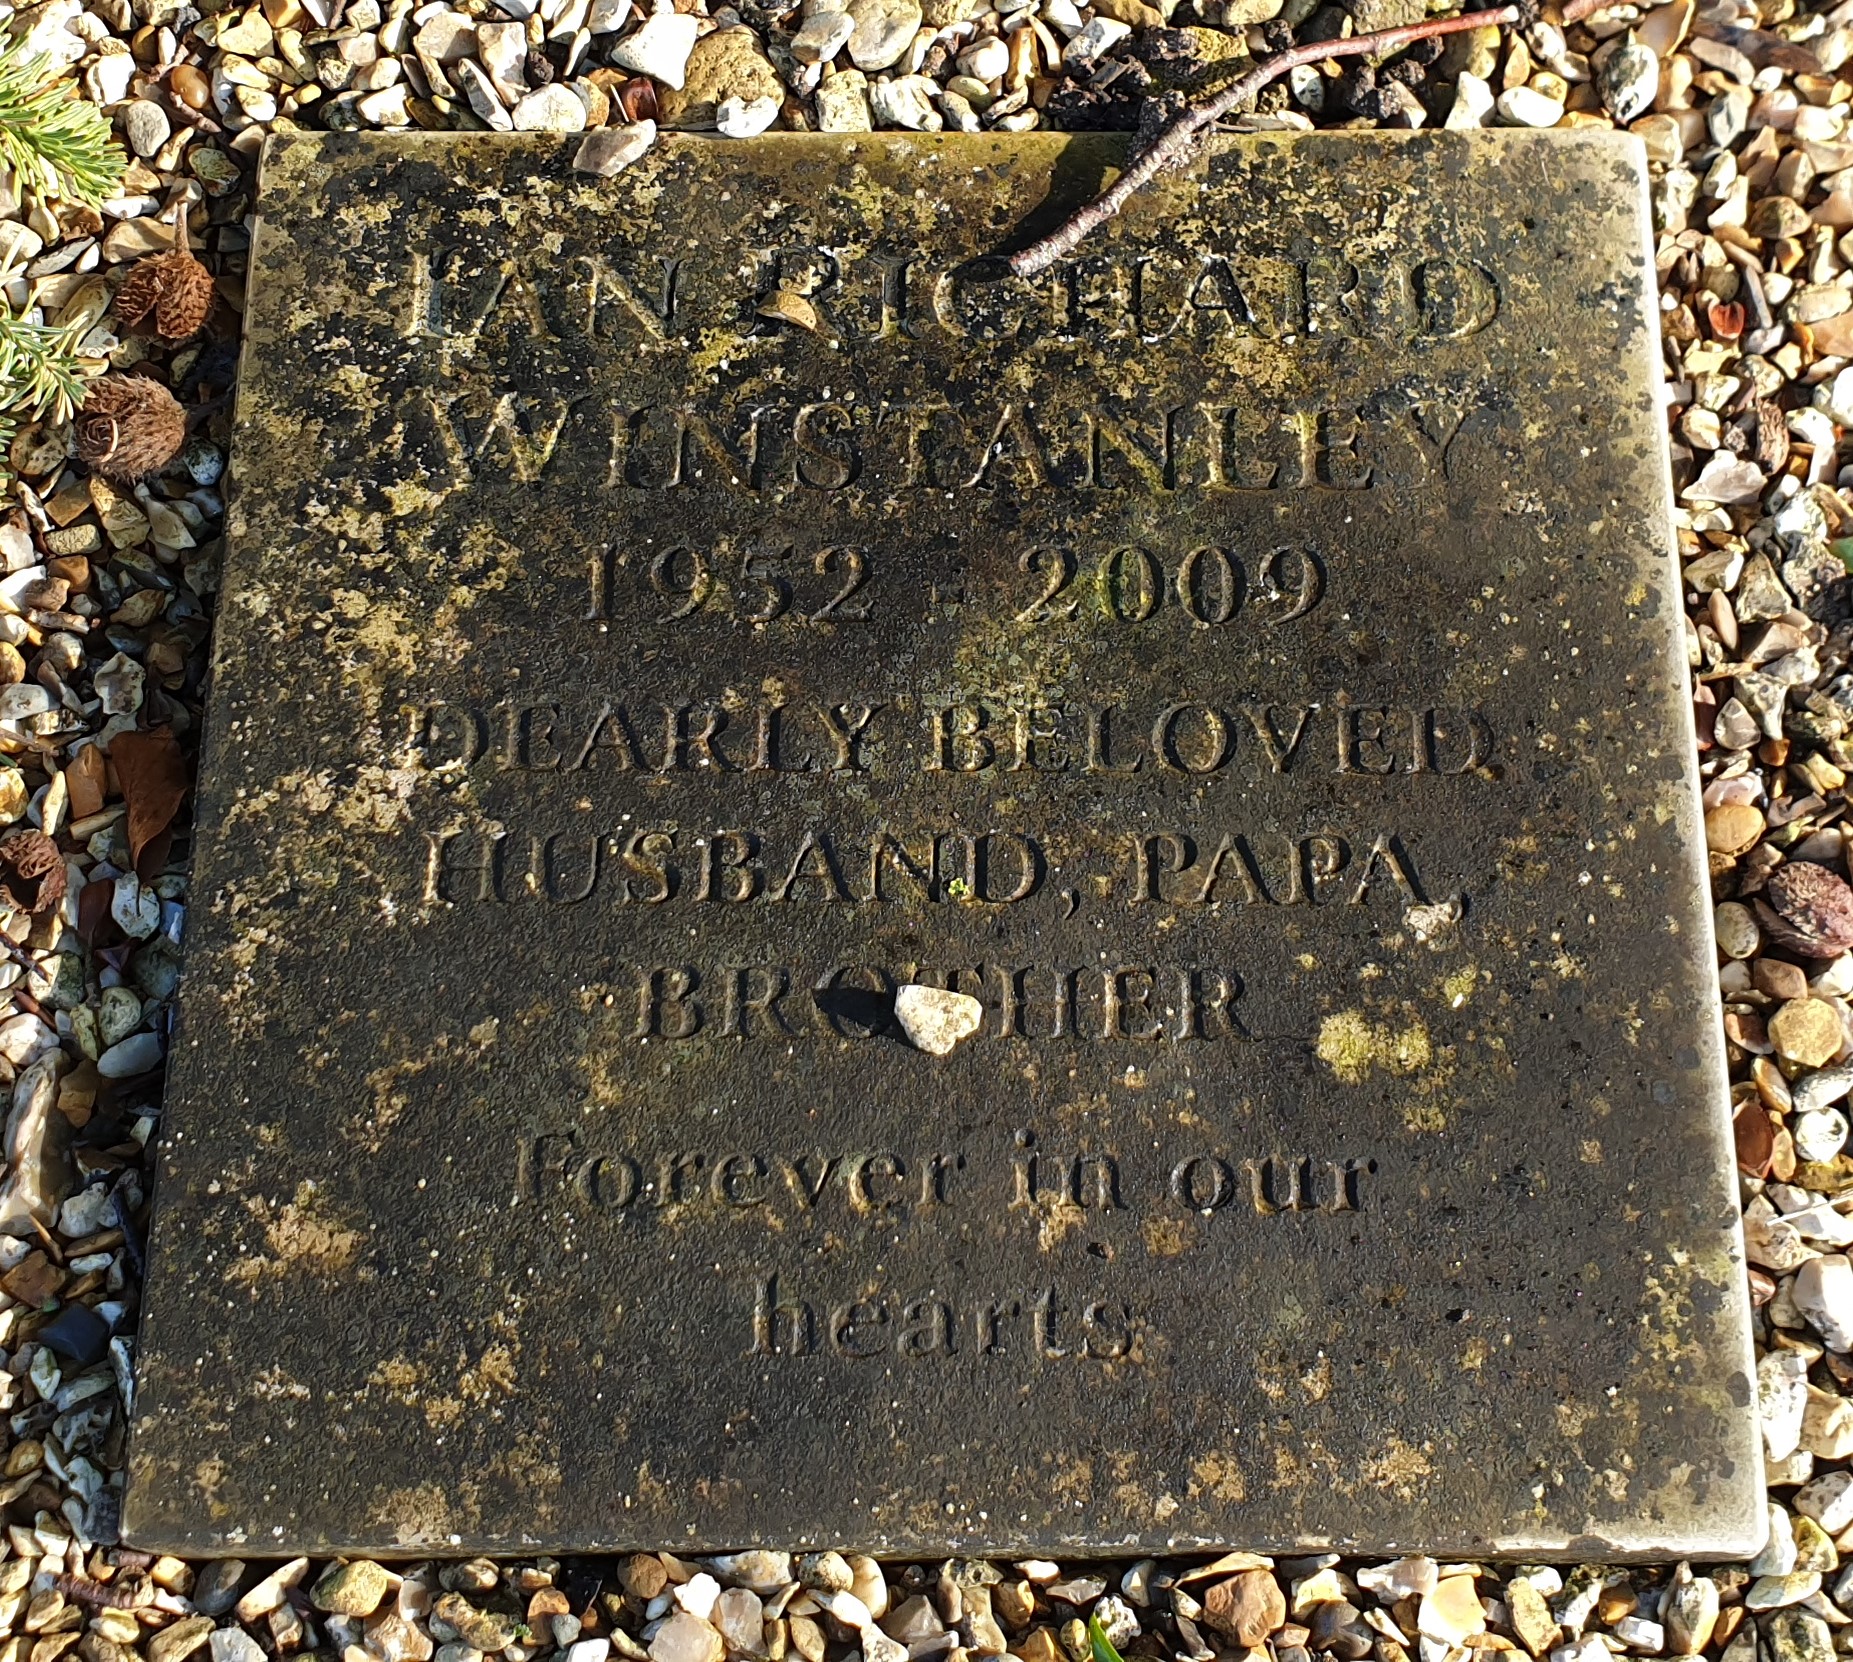 IAN RICHARD
WINSTANLEY
1952 - 2009
DEARLY BELOVED
HUSBAND, PAPA,
BROTHER
Forever in our
hearts